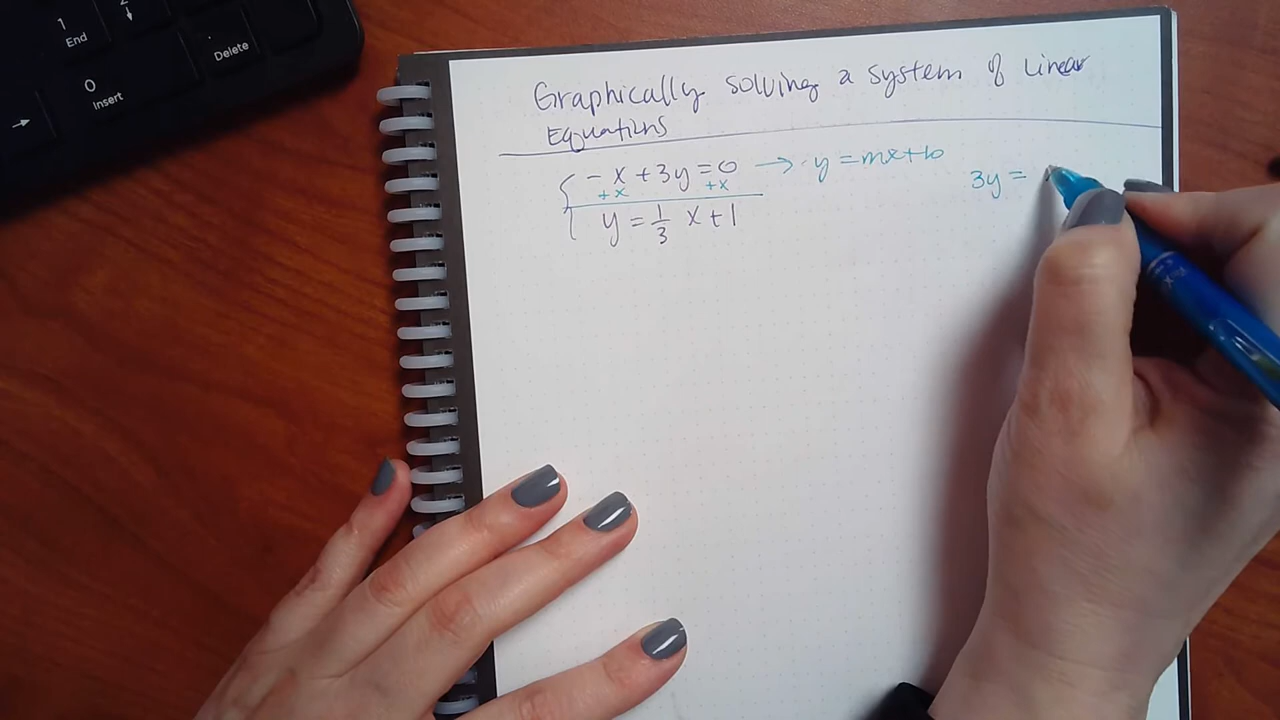 1
End
↓
.
Delete
0
Insert
→
Graphically solving a system of Linear
Equations
-x + 3y = 0 → y = mx+b
+x +x
3y =
y = 1/3 x + 1